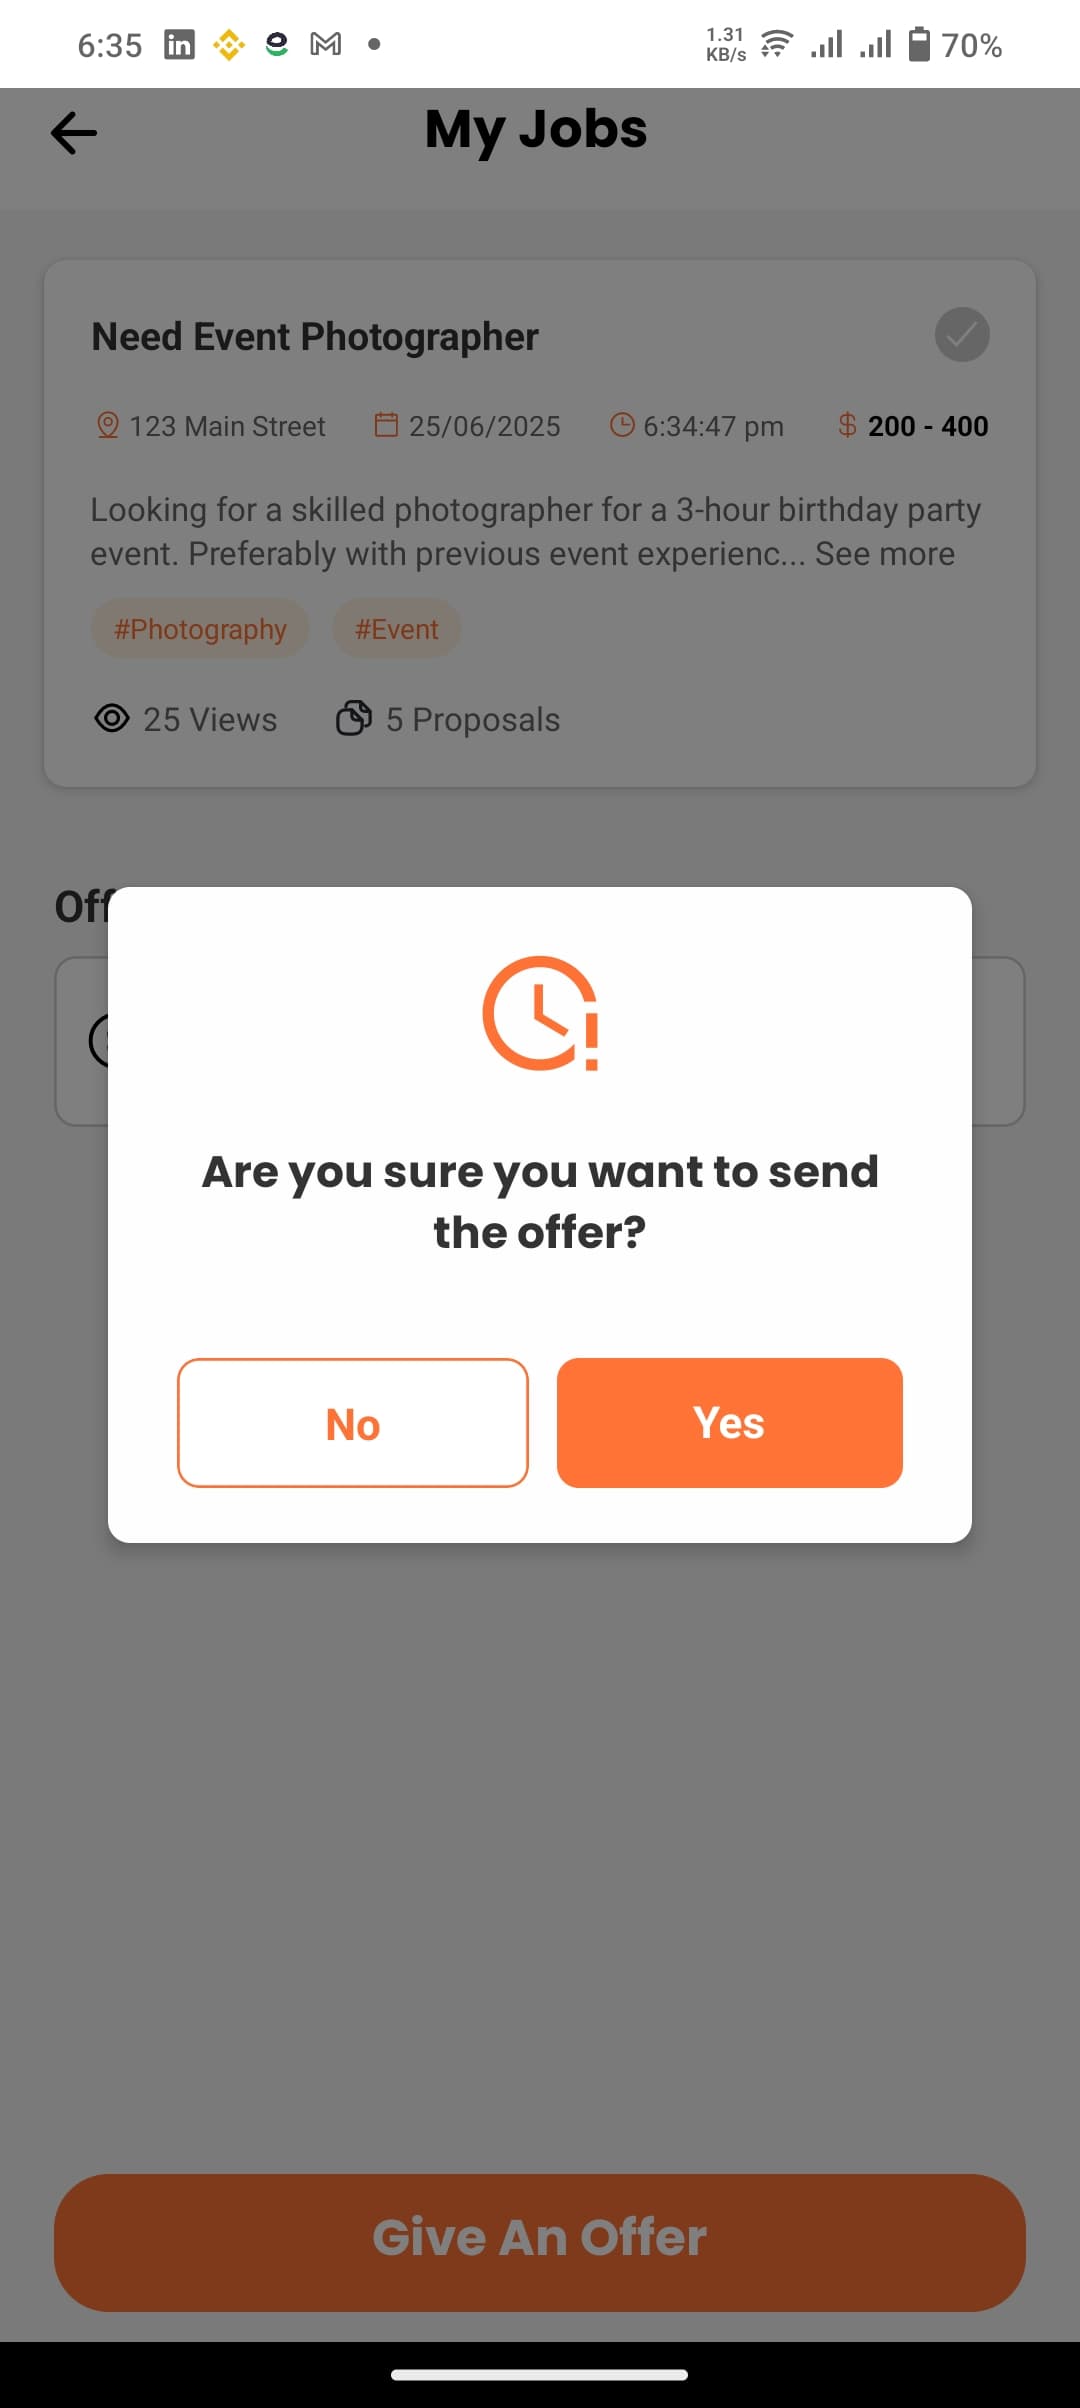 6:35
1.31
KB/s
70%
My Jobs
Need Event Photographer
123 Main Street 25/06/2025 6:34:47 pm $ 200 - 400
Looking for a skilled photographer for a 3-hour birthday party
event. Preferably with previous event experienc... See more
#Photography #Event
25 Views 5 Proposals
Are you sure you want to send
the offer?
No Yes
Give An Offer